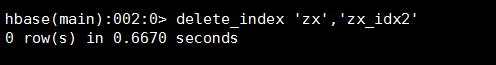 hbase(main):002:0> delete_index 'zx','zx_idx2'
0 row(s) in 0.6670 seconds